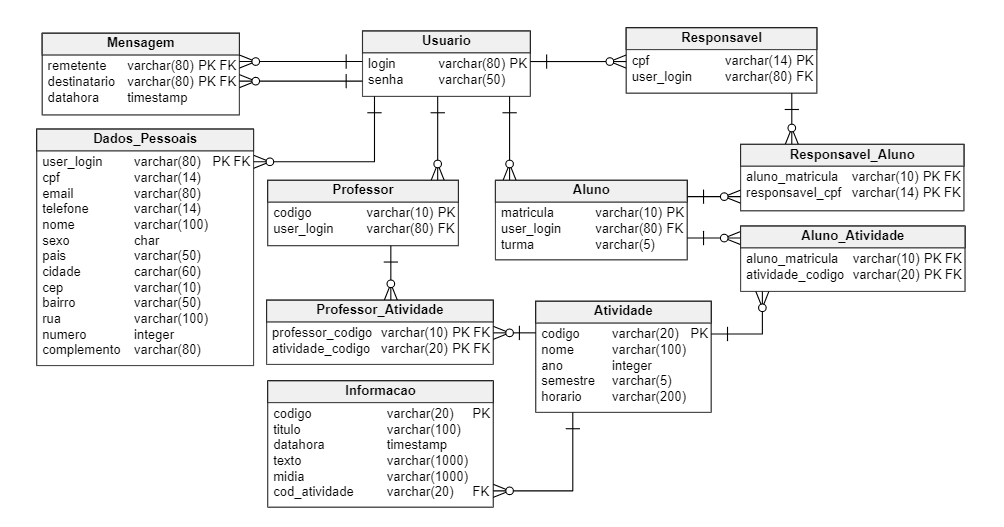 Mensagem
remetente varchar(80) PK FK
destinatario varchar(80) PK FK
datahora timestamp
Usuario
login varchar(80) PK
senha varchar(50)
Responsavel
cpf varchar(14) PK
user_login varchar(80) FK
Dados_Pessoais
user_login varchar(80) PK FK
cpf varchar(14)
email varchar(80)
telefone varchar(14)
nome varchar(100)
sexo char
pais varchar(50)
cidade carchar(60)
cep varchar(10)
bairro varchar(50)
rua varchar(100)
numero integer
complemento varchar(80)
Professor
codigo varchar(10) PK
user_login varchar(80) FK
Aluno
matricula varchar(10) PK
user_login varchar(80) FK
turma varchar(5)
Responsavel_Aluno
aluno_matricula varchar(10) PK FK
responsavel_cpf varchar(14) PK FK
Aluno_Atividade
aluno_matricula varchar(10) PK FK
atividade_codigo varchar(20) PK FK
Professor_Atividade
professor_codigo varchar(10) PK FK
atividade_codigo varchar(20) PK FK
Atividade
codigo varchar(20) PK
nome varchar(100)
ano integer
semestre varchar(5)
horario varchar(200)
Informacao
codigo varchar(20) PK
titulo varchar(100)
datahora timestamp
texto varchar(1000)
midia varchar(1000)
cod_atividade varchar(20) FK